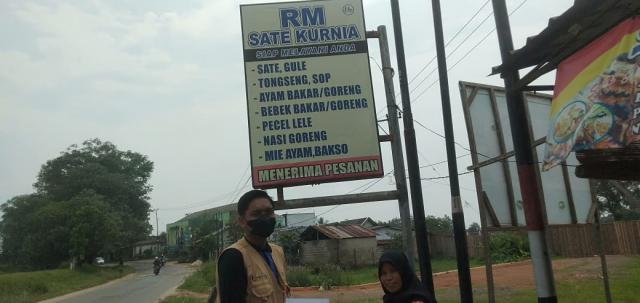 RM
SATE KURNIA
SIAP MELAYANI ANDA
- SATE, GULE
- TONGSENG, SOP
- AYAM BAKAR/GORENG
- BEBEK BAKAR/GORENG
- PECEL LELE
- NASI GORENG
- MIE AYAM,BAKSO
MENERIMA PESANAN